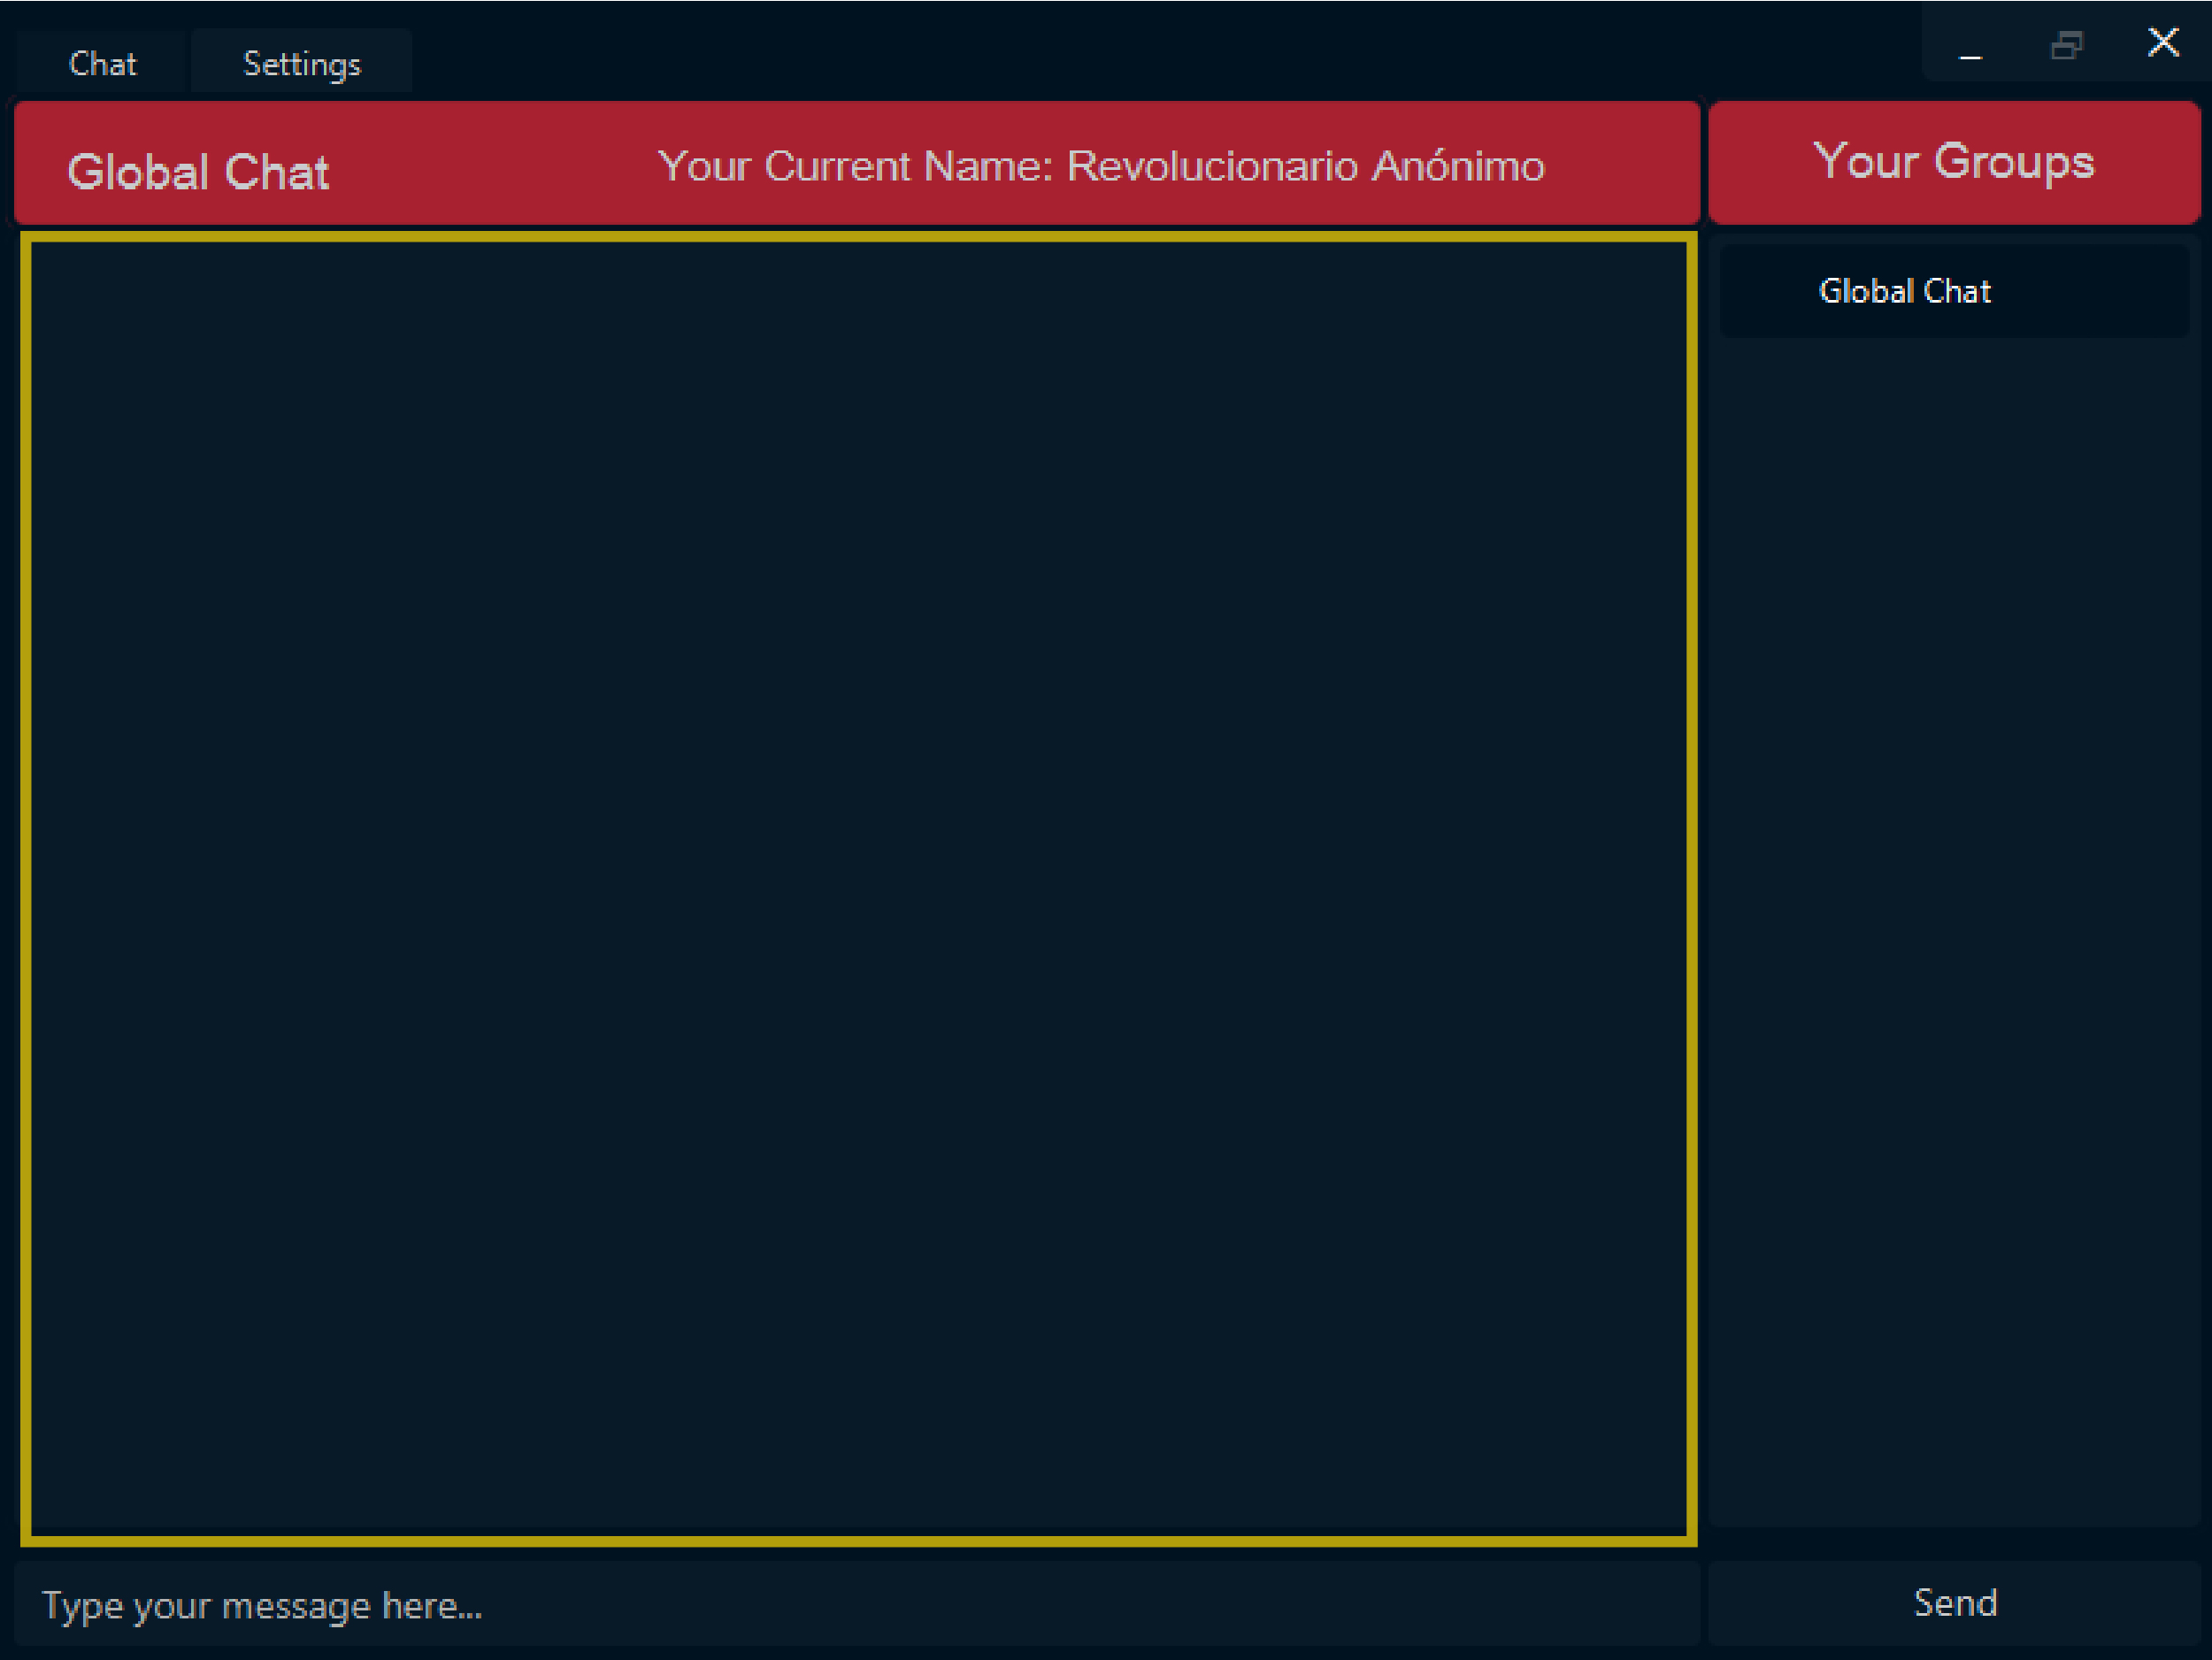 Chat
Settings
Global Chat
Your Current Name: Revolucionario Anónimo
Your Groups
Global Chat
Type your message here...
Send